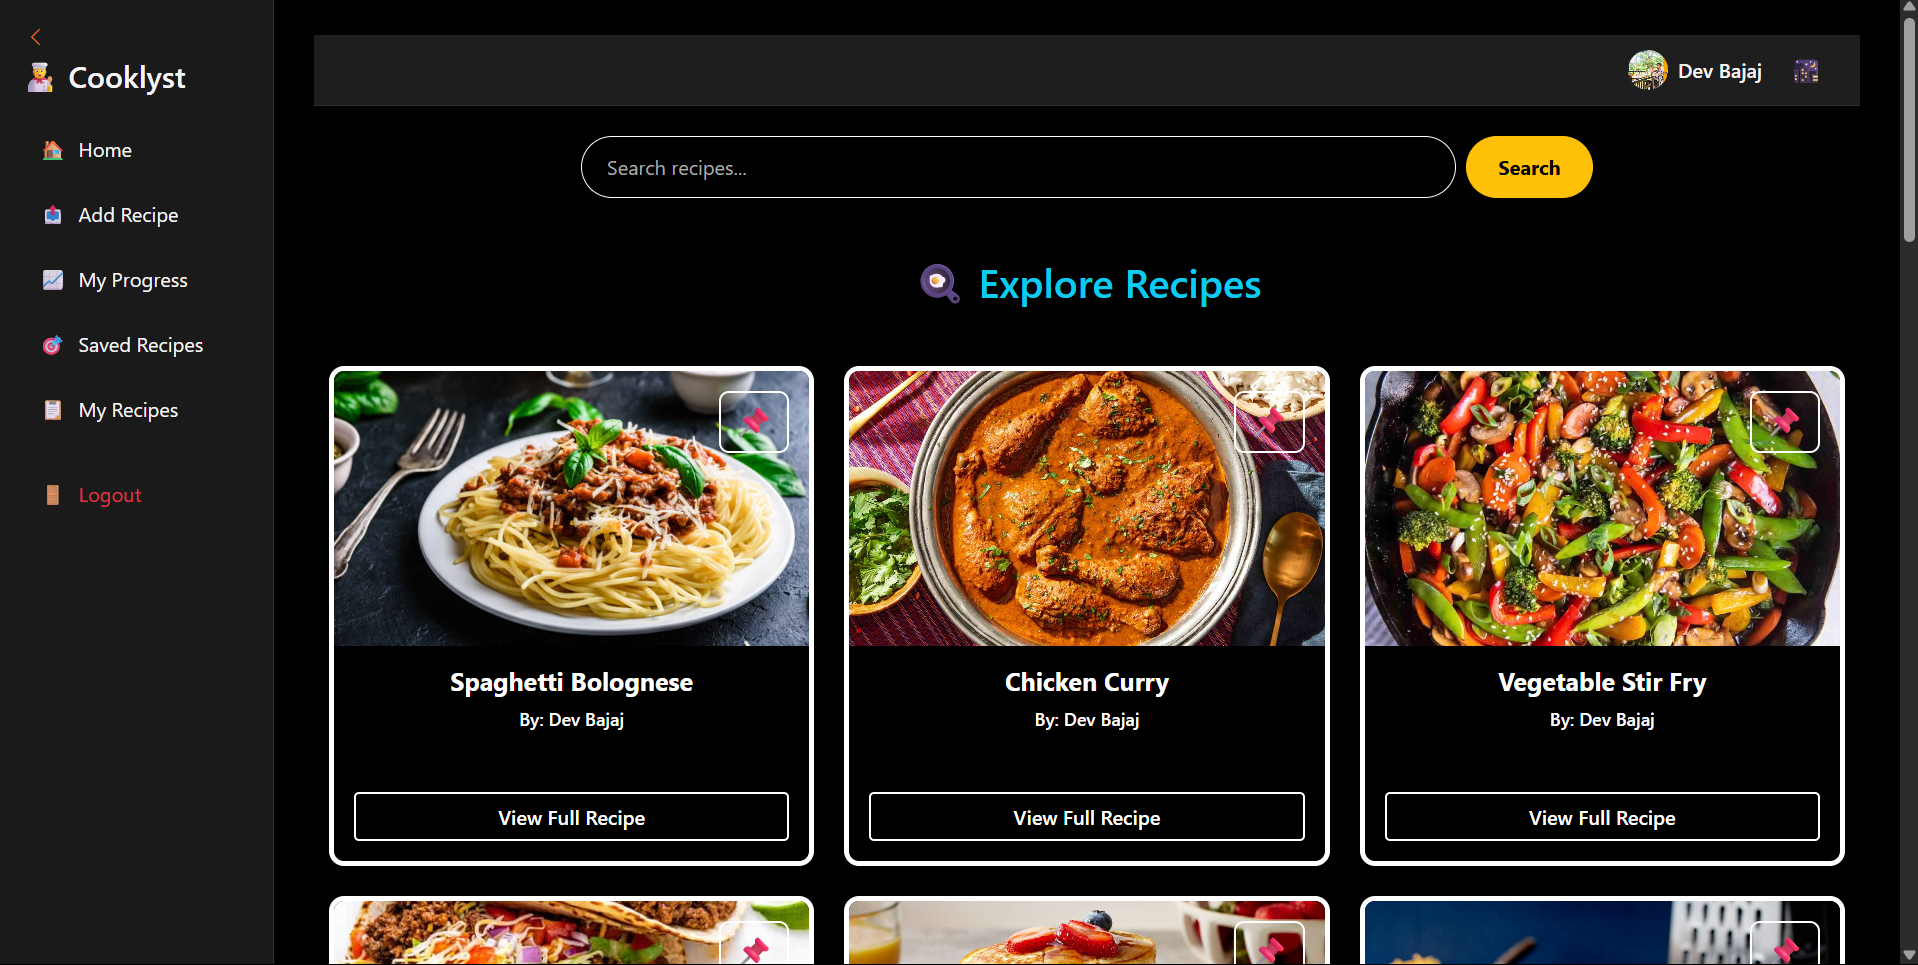 Cooklyst
Home
Add Recipe
My Progress
Saved Recipes
My Recipes
Logout
Dev Bajaj
Search recipes...
Search
Explore Recipes
Spaghetti Bolognese
By: Dev Bajaj
View Full Recipe
Chicken Curry
By: Dev Bajaj
View Full Recipe
Vegetable Stir Fry
By: Dev Bajaj
View Full Recipe